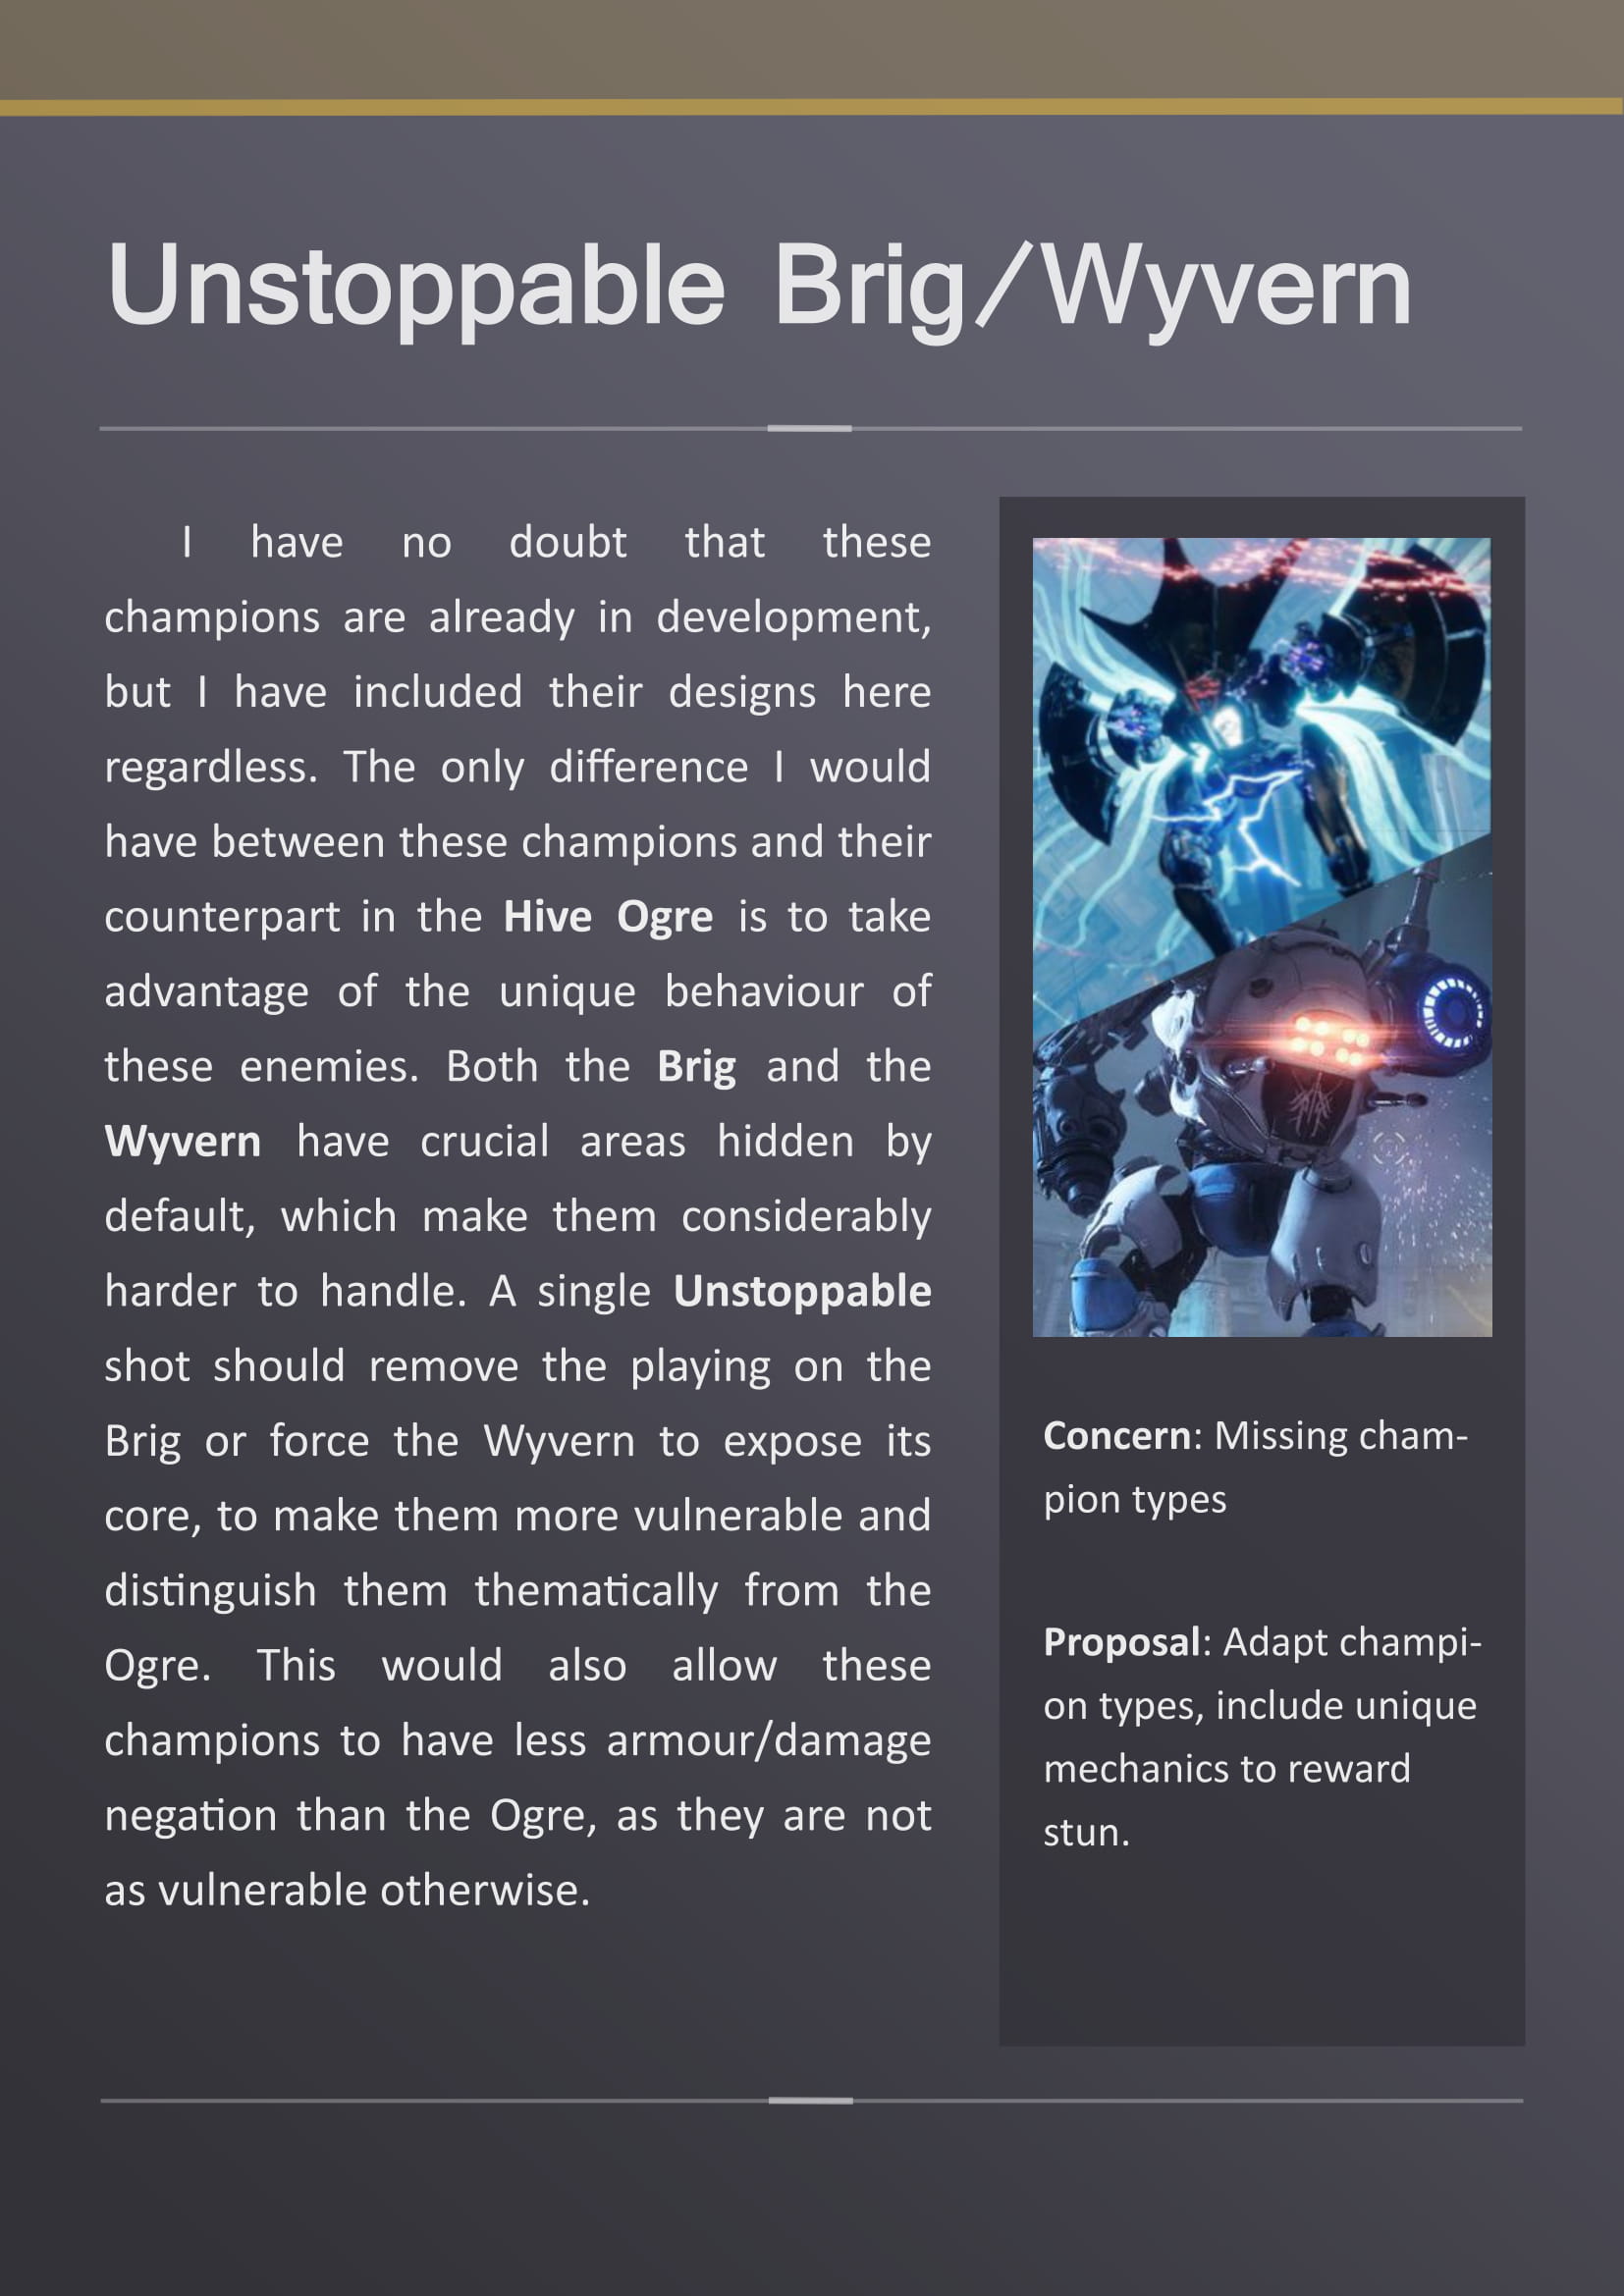 Unstoppable Brig/Wyvern
I have no doubt that these
champions are already in development,
but I have included their designs here
regardless. The only difference I would
have between these champions and their
counterpart in the Hive Ogre is to take
advantage of the unique behaviour of
these enemies. Both the Brig and the
Wyvern have crucial areas hidden by
default, which make them considerably
harder to handle. A single Unstoppable
shot should remove the playing on the
Brig or force the Wyvern to expose its
core, to make them more vulnerable and
distinguish them thematically from the
Ogre. This would also allow these
champions to have less armour/damage
negation than the Ogre, as they are not
as vulnerable otherwise.
Concern: Missing cham-
pion types
Proposal: Adapt champi-
on types, include unique
mechanics to reward
stun.